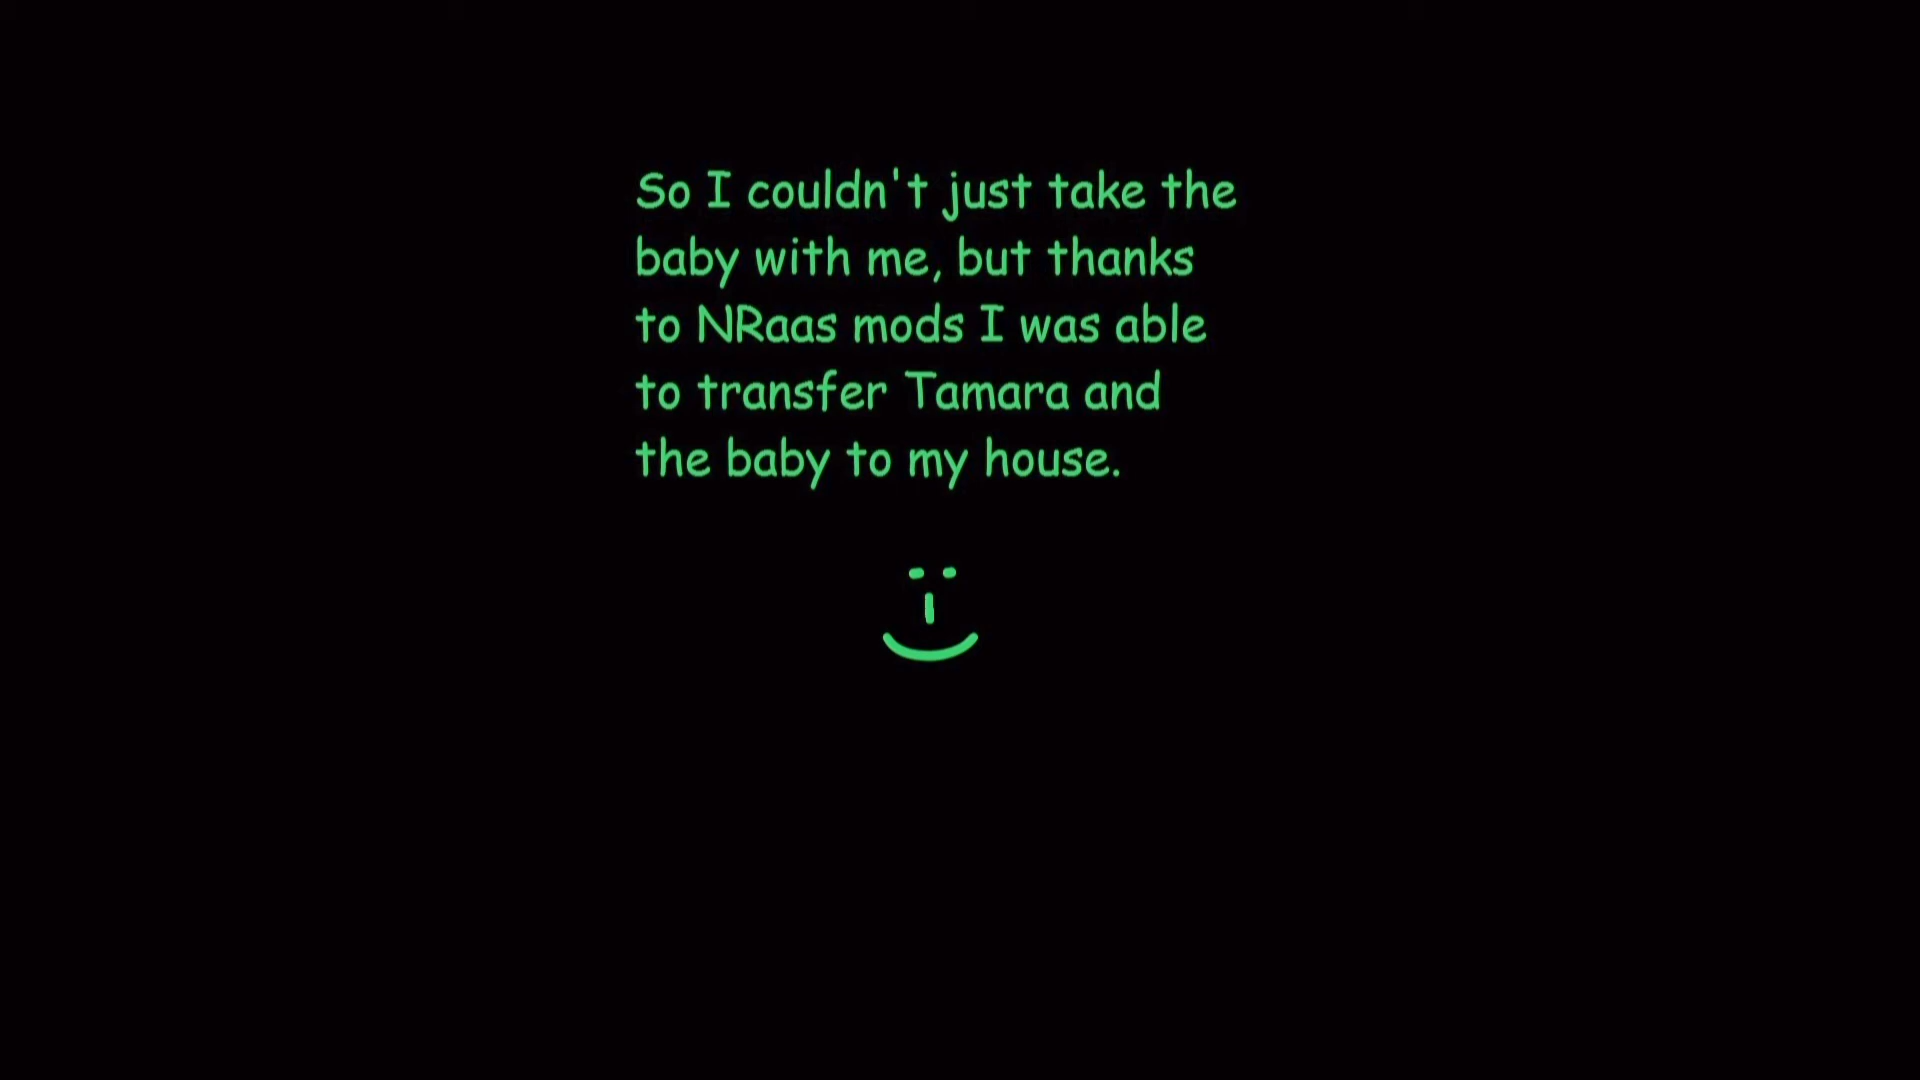 So I couldn't just take the
baby with me, but thanks
to NRaas mods I was able
to transfer Tamara and
the baby to my house.